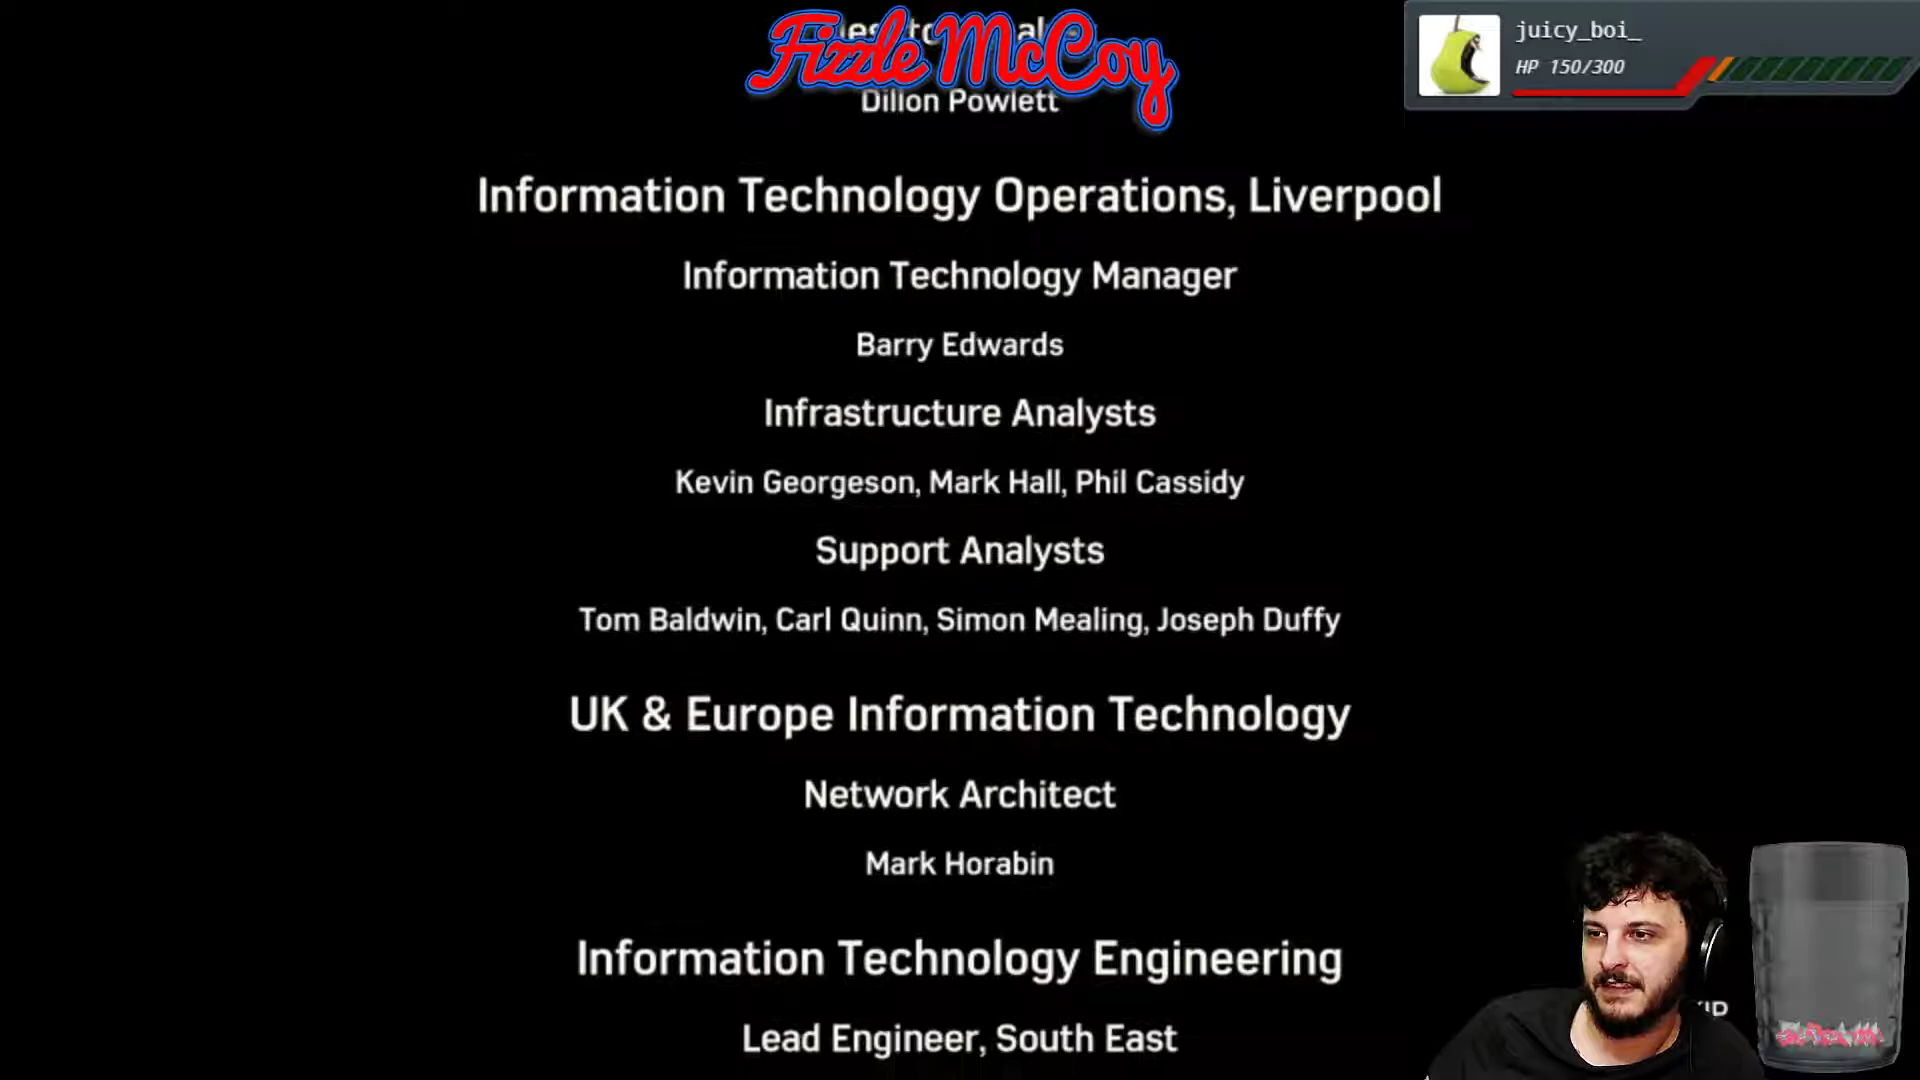 Fizzle McCoy
juicy_boi_
HP 150/300
Dillon Powlett
Information Technology Operations, Liverpool
Information Technology Manager
Barry Edwards
Infrastructure Analysts
Kevin Georgeson, Mark Hall, Phil Cassidy
Support Analysts
Tom Baldwin, Carl Quinn, Simon Mealing, Joseph Duffy
UK & Europe Information Technology
Network Architect
Mark Horabin
Information Technology Engineering
Lead Engineer, South East